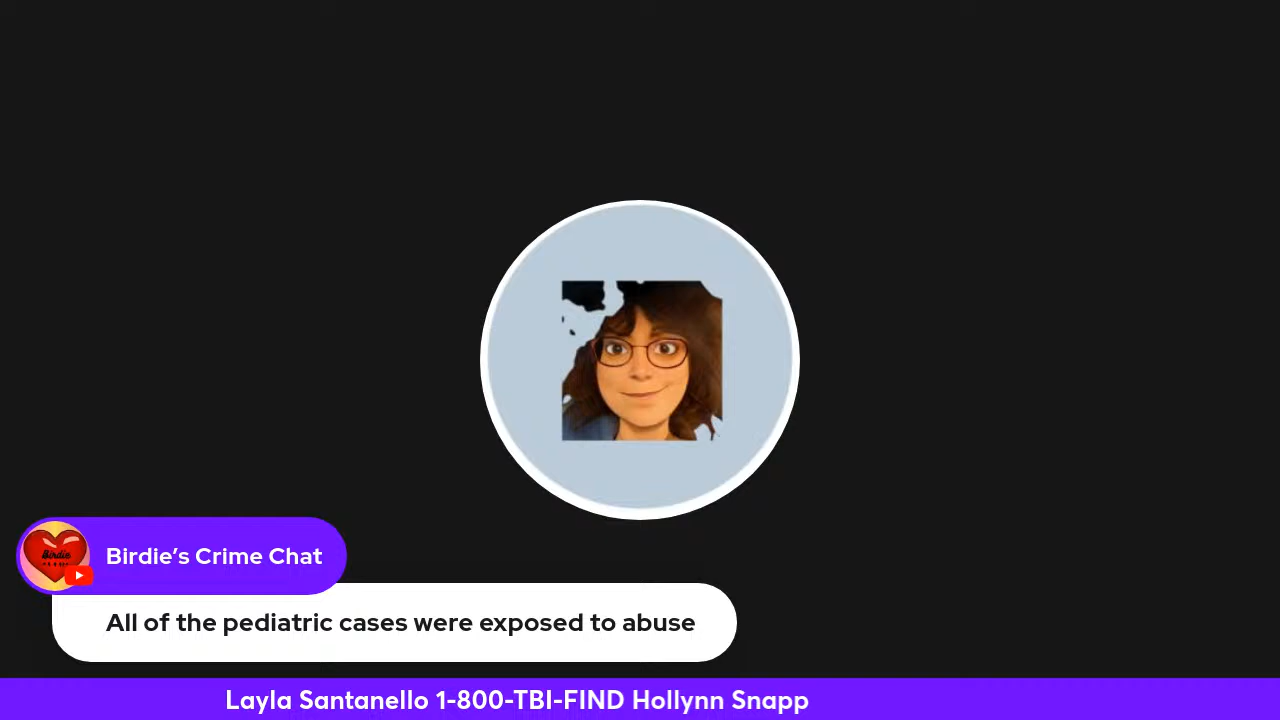 Birdie
Birdie's Crime Chat
All of the pediatric cases were exposed to abuse
Layla Santanello 1-800-TBI-FIND Hollynn Snapp